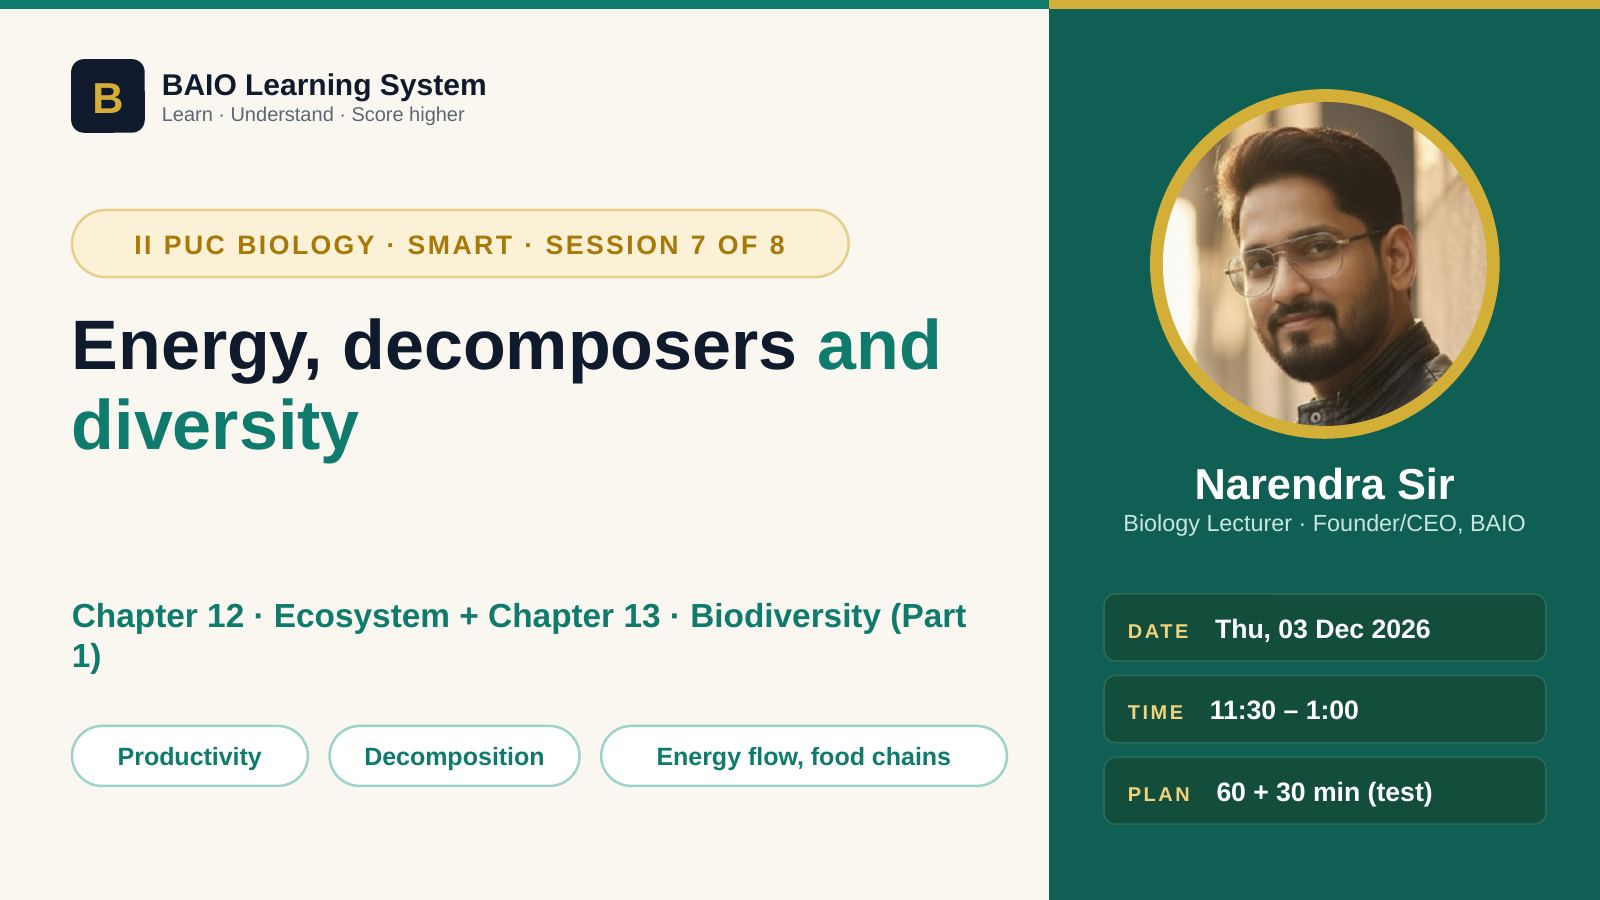 B
BAIO Learning System
Learn · Understand · Score higher
II PUC BIOLOGY · SMART · SESSION 7 OF 8
Energy, decomposers and
diversity
Chapter 12 · Ecosystem + Chapter 13 · Biodiversity (Part
1)
Productivity
Decomposition
Energy flow, food chains
Narendra Sir
Biology Lecturer · Founder/CEO, BAIO
DATE Thu, 03 Dec 2026
TIME 11:30 – 1:00
PLAN 60 + 30 min (test)